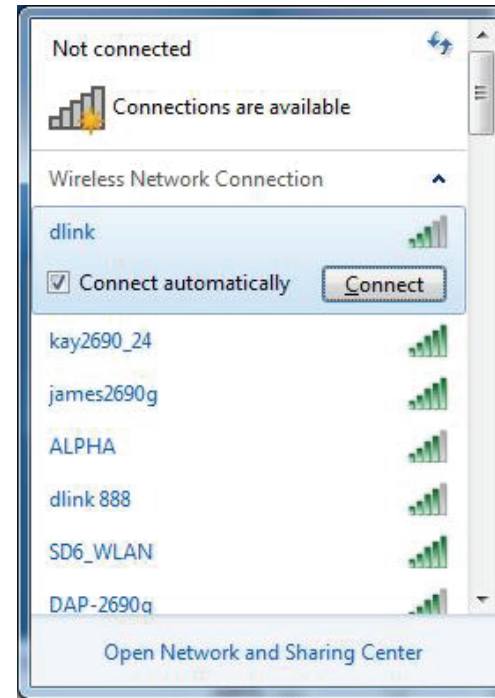 Not connected
Connections are available
Wireless Network Connection
dlink
Connect automatically Connect
kay2690_24
james2690g
ALPHA
dlink 888
SD6_WLAN
DAP-2690g
Open Network and Sharing Center